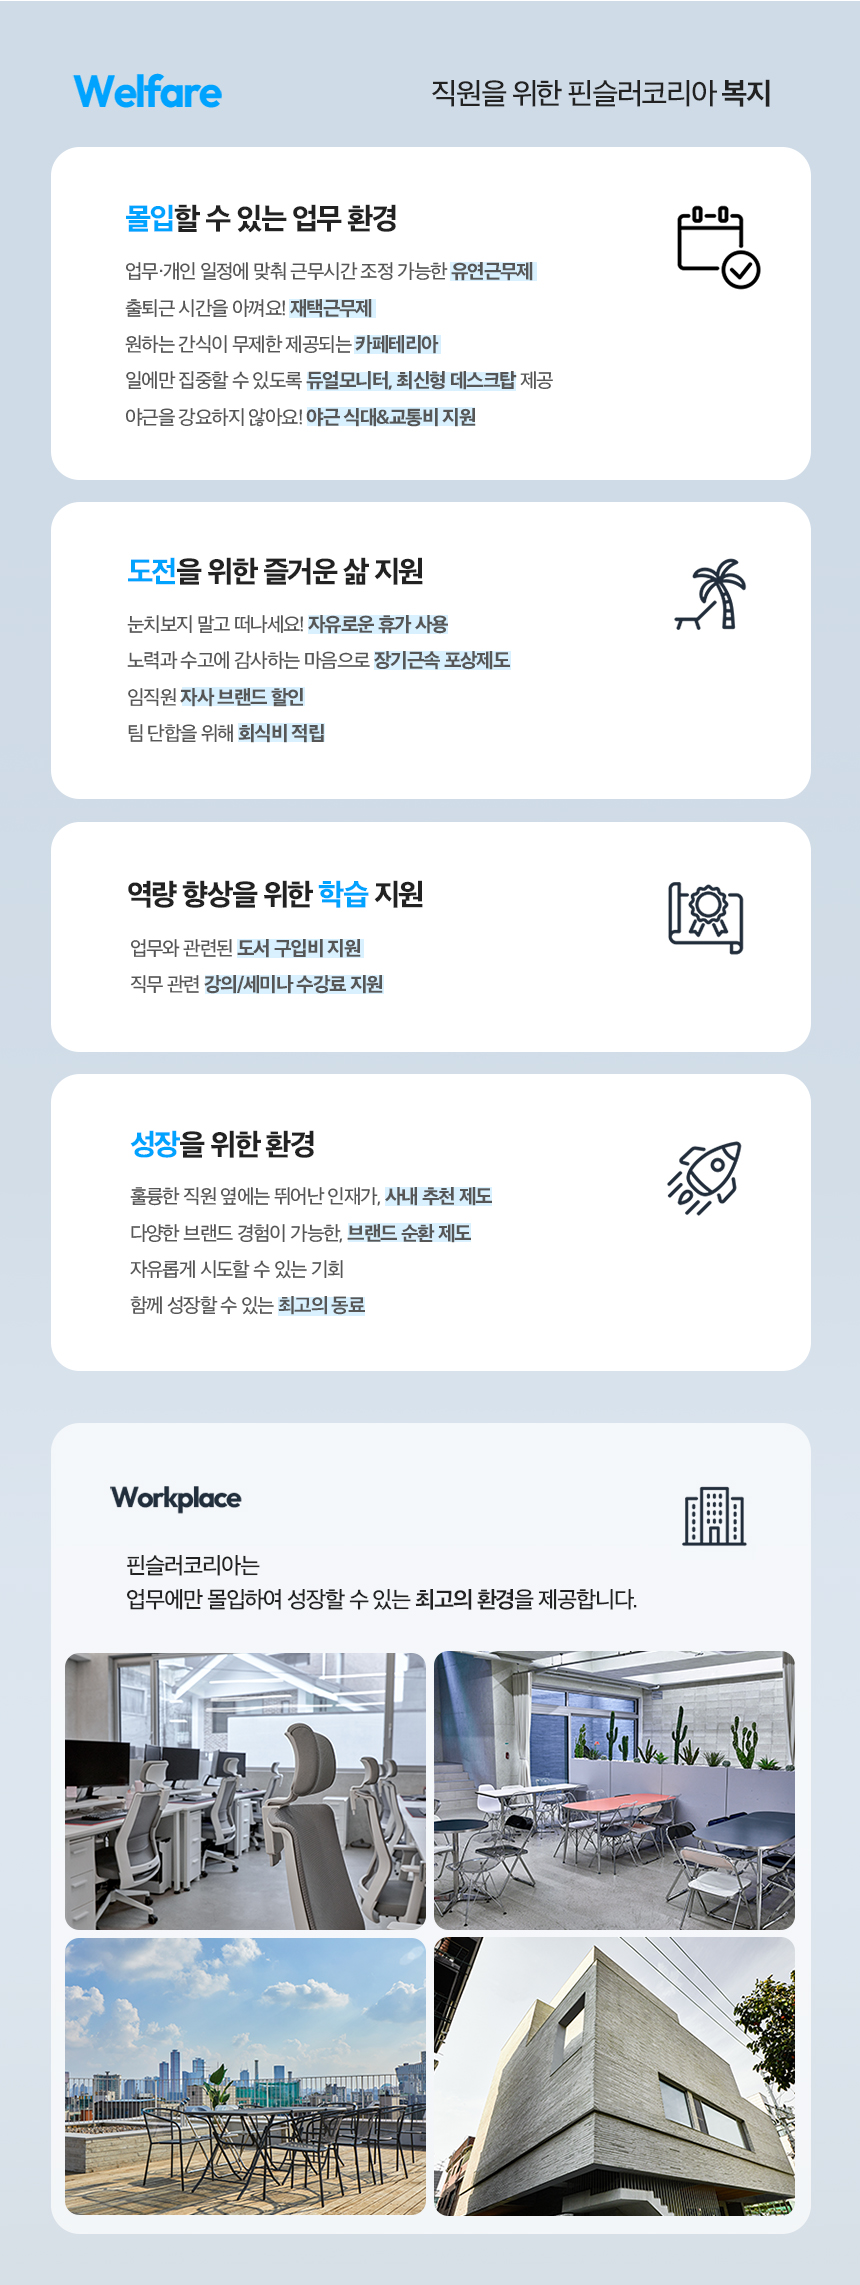 Welfare
직원을 위한 핀슬러코리아 복지
몰입할 수 있는 업무 환경
업무·개인 일정에 맞춰 근무시간 조정 가능한 유연근무제
출퇴근 시간을 아껴요! 재택근무제
원하는 간식이 무제한 제공되는 카페테리아
일에만 집중할 수 있도록 듀얼모니터, 최신형 데스크탑 제공
야근을 강요하지 않아요! 야근 식대&교통비 지원
도전을 위한 즐거운 삶 지원
눈치보지 말고 떠나세요! 자유로운 휴가 사용
노력과 수고에 감사하는 마음으로 장기근속 포상제도
임직원 자사 브랜드 할인
팀 단합을 위해 회식비 적립
역량 향상을 위한 학습 지원
업무와 관련된 도서 구입비 지원
직무 관련 강의/세미나 수강료 지원
성장을 위한 환경
훌륭한 직원 옆에는 뛰어난 인재가, 사내 추천 제도
다양한 브랜드 경험이 가능한, 브랜드 순환 제도
자유롭게 시도할 수 있는 기회
함께 성장할 수 있는 최고의 동료
Workplace
핀슬러코리아는
업무에만 몰입하여 성장할 수 있는 최고의 환경을 제공합니다.